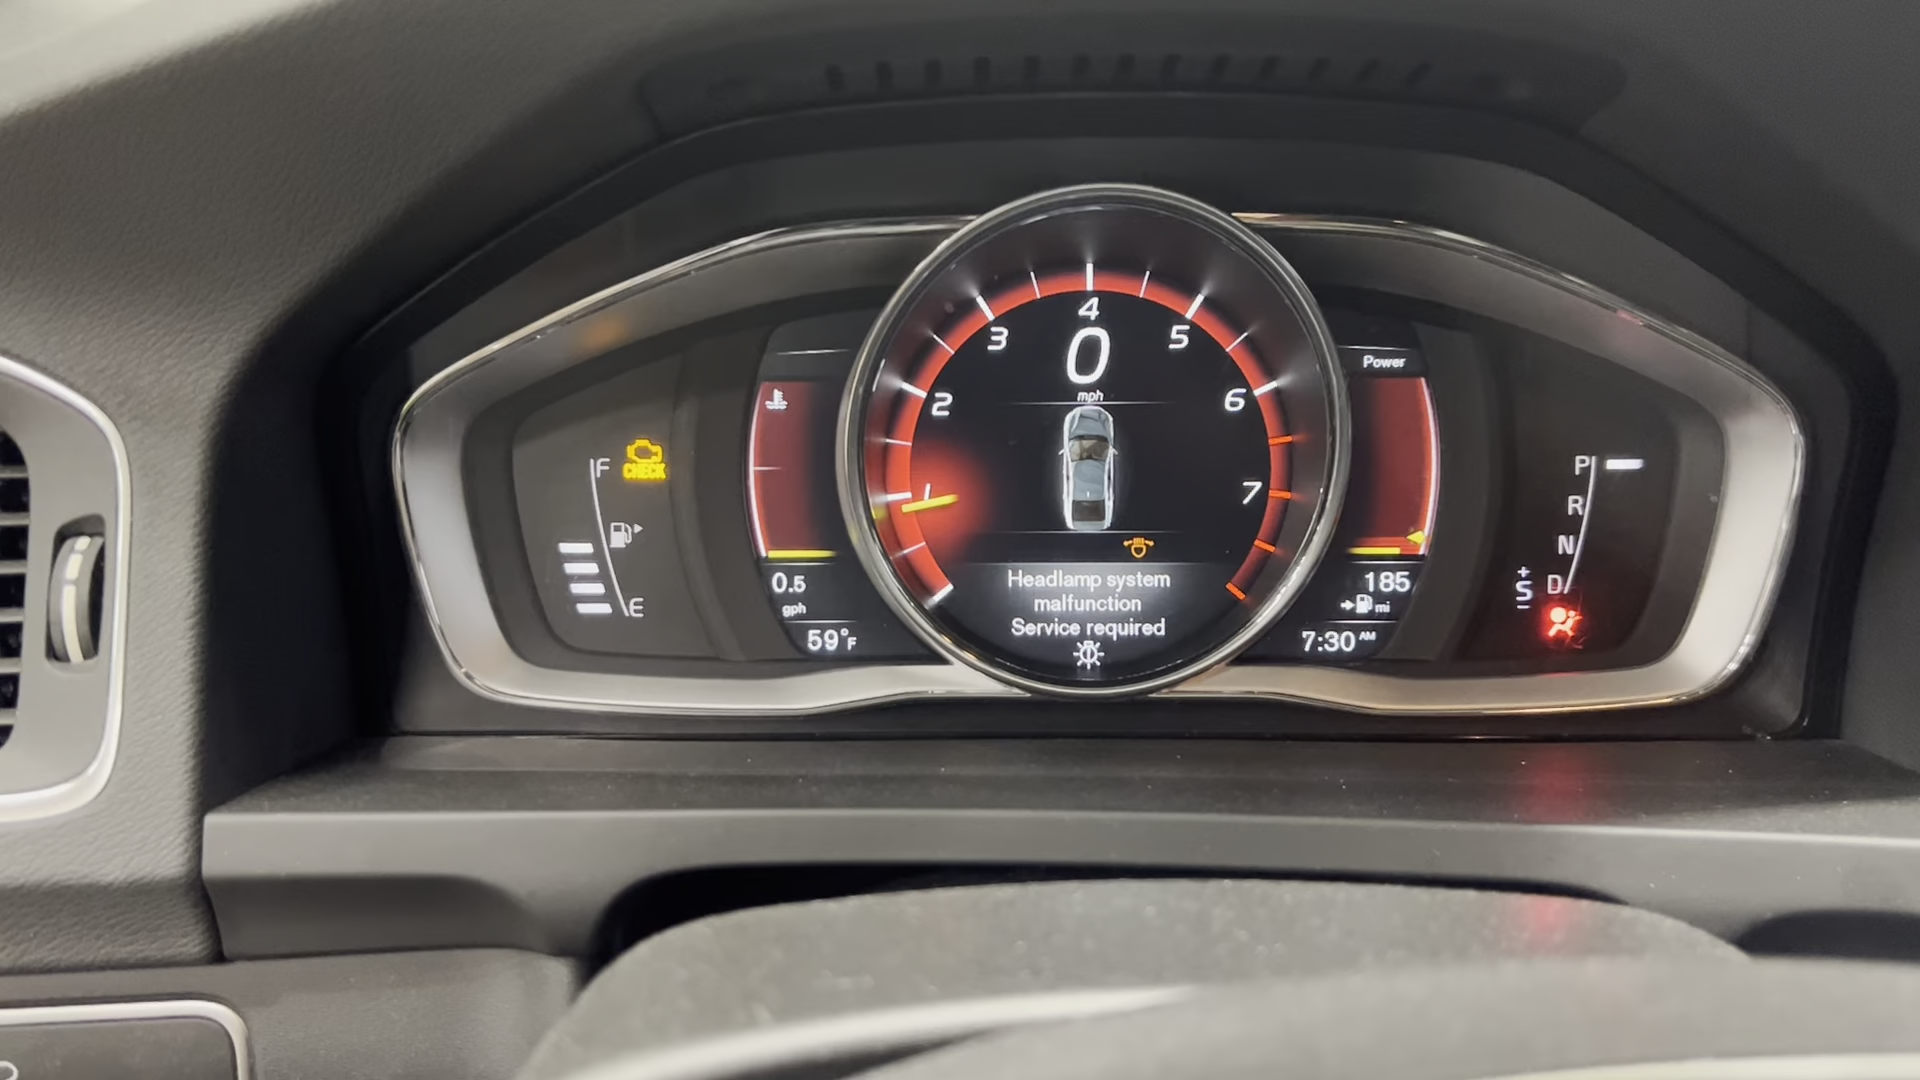 F
CHECK
E
0.5
gph
59°F
1
2
3
4
5
6
7
0
mph
Headlamp system
malfunction
Service required
Power
185
mi
7:30 AM
P
R
N
D
+
S
−